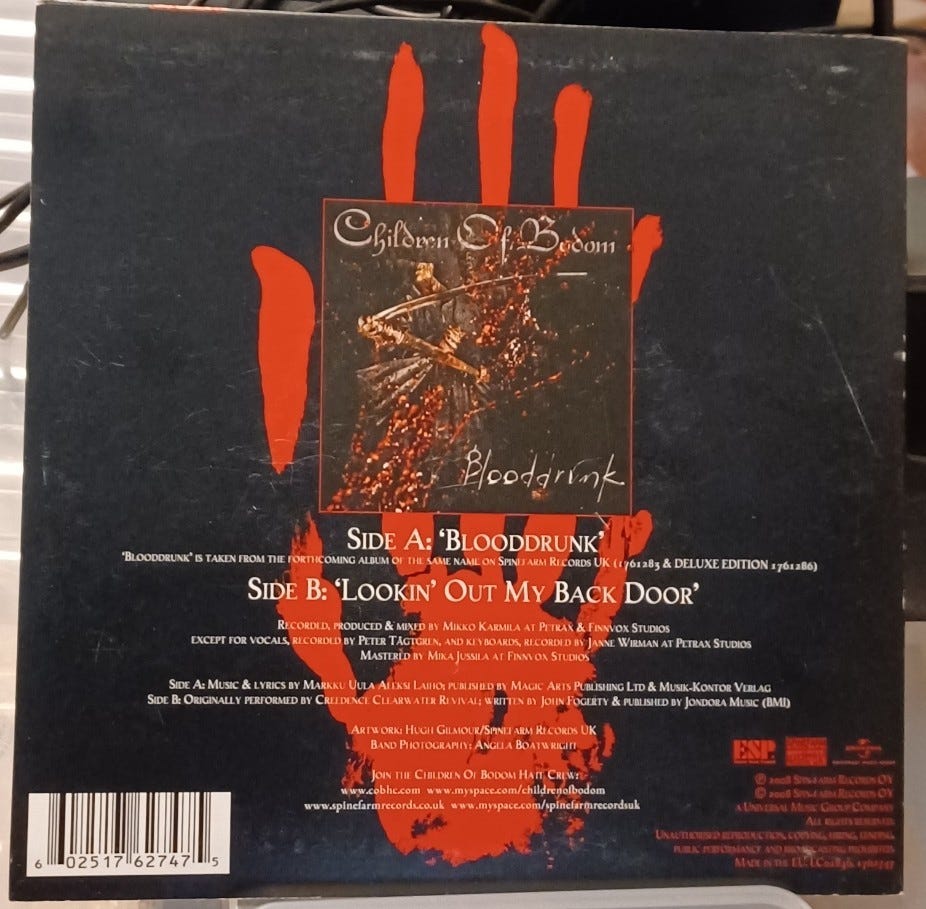 Children Of Bodom
Blooddrunk
SIDE A: ‘BLOODDRUNK’
‘BLOODDRUNK’ IS TAKEN FROM THE FORTHCOMING ALBUM OF THE SAME NAME ON SPINEFARM RECORDS UK (1761283 & DELUXE EDITION 1761286)
SIDE B: ‘LOOKIN’ OUT MY BACK DOOR’
RECORDED, PRODUCED & MIXED BY MIKKO KARMILA AT PETRAX & FINNVOX STUDIOS
EXCEPT FOR VOCALS, RECORDED BY PETER TÄGTGREN, AND KEYBOARDS, RECORDED BY JANNE WIRMAN AT PETRAX STUDIOS
MASTERED BY MIKA JUSSILA AT FINNVOX STUDIOS
SIDE A: MUSIC & LYRICS BY MARKKU UULA ALEKSI LAIHO; PUBLISHED BY MAGIC ARTS PUBLISHING LTD & MUSIK-KONTOR VERLAG
SIDE B: ORIGINALLY PERFORMED BY CREEDENCE CLEARWATER REVIVAL; WRITTEN BY JOHN FOGERTY & PUBLISHED BY JONDORA MUSIC (BMI)
ARTWORK: HUGH GILMOUR/SPINEFARM RECORDS UK
BAND PHOTOGRAPHY: ANGELA BOATWRIGHT
JOIN THE CHILDREN OF BODOM HATE CREW:
www.cobhc.com www.myspace.com/childrenofbodom
www.spinefarmrecords.co.uk www.myspace.com/spinefarmrecordsuk
ESP
℗ 2008 SPINEFARM RECORDS OY
© 2008 SPINEFARM RECORDS OY
A UNIVERSAL MUSIC GROUP COMPANY
ALL RIGHTS RESERVED.
UNAUTHORISED REPRODUCTION, COPYING, HIRING, LENDING,
PUBLIC PERFORMANCE AND BROADCASTING PROHIBITED
MADE IN THE EU.
6 02517 62747 5